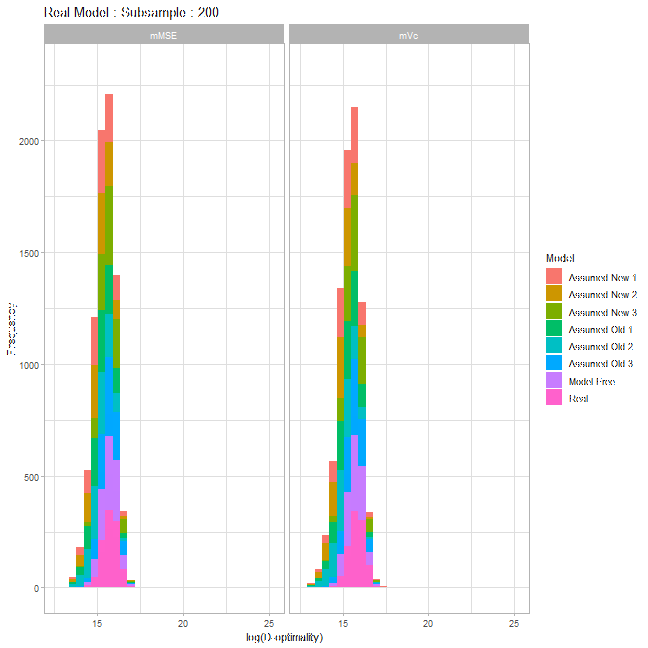 Real Model : Subsample : 200
mMSE
mVc
Frequency
2000
1500
1000
500
0
15
20
25
15
20
25
log(D-optimality)
Model
Assumed New 1
Assumed New 2
Assumed New 3
Assumed Old 1
Assumed Old 2
Assumed Old 3
Model Free
Real